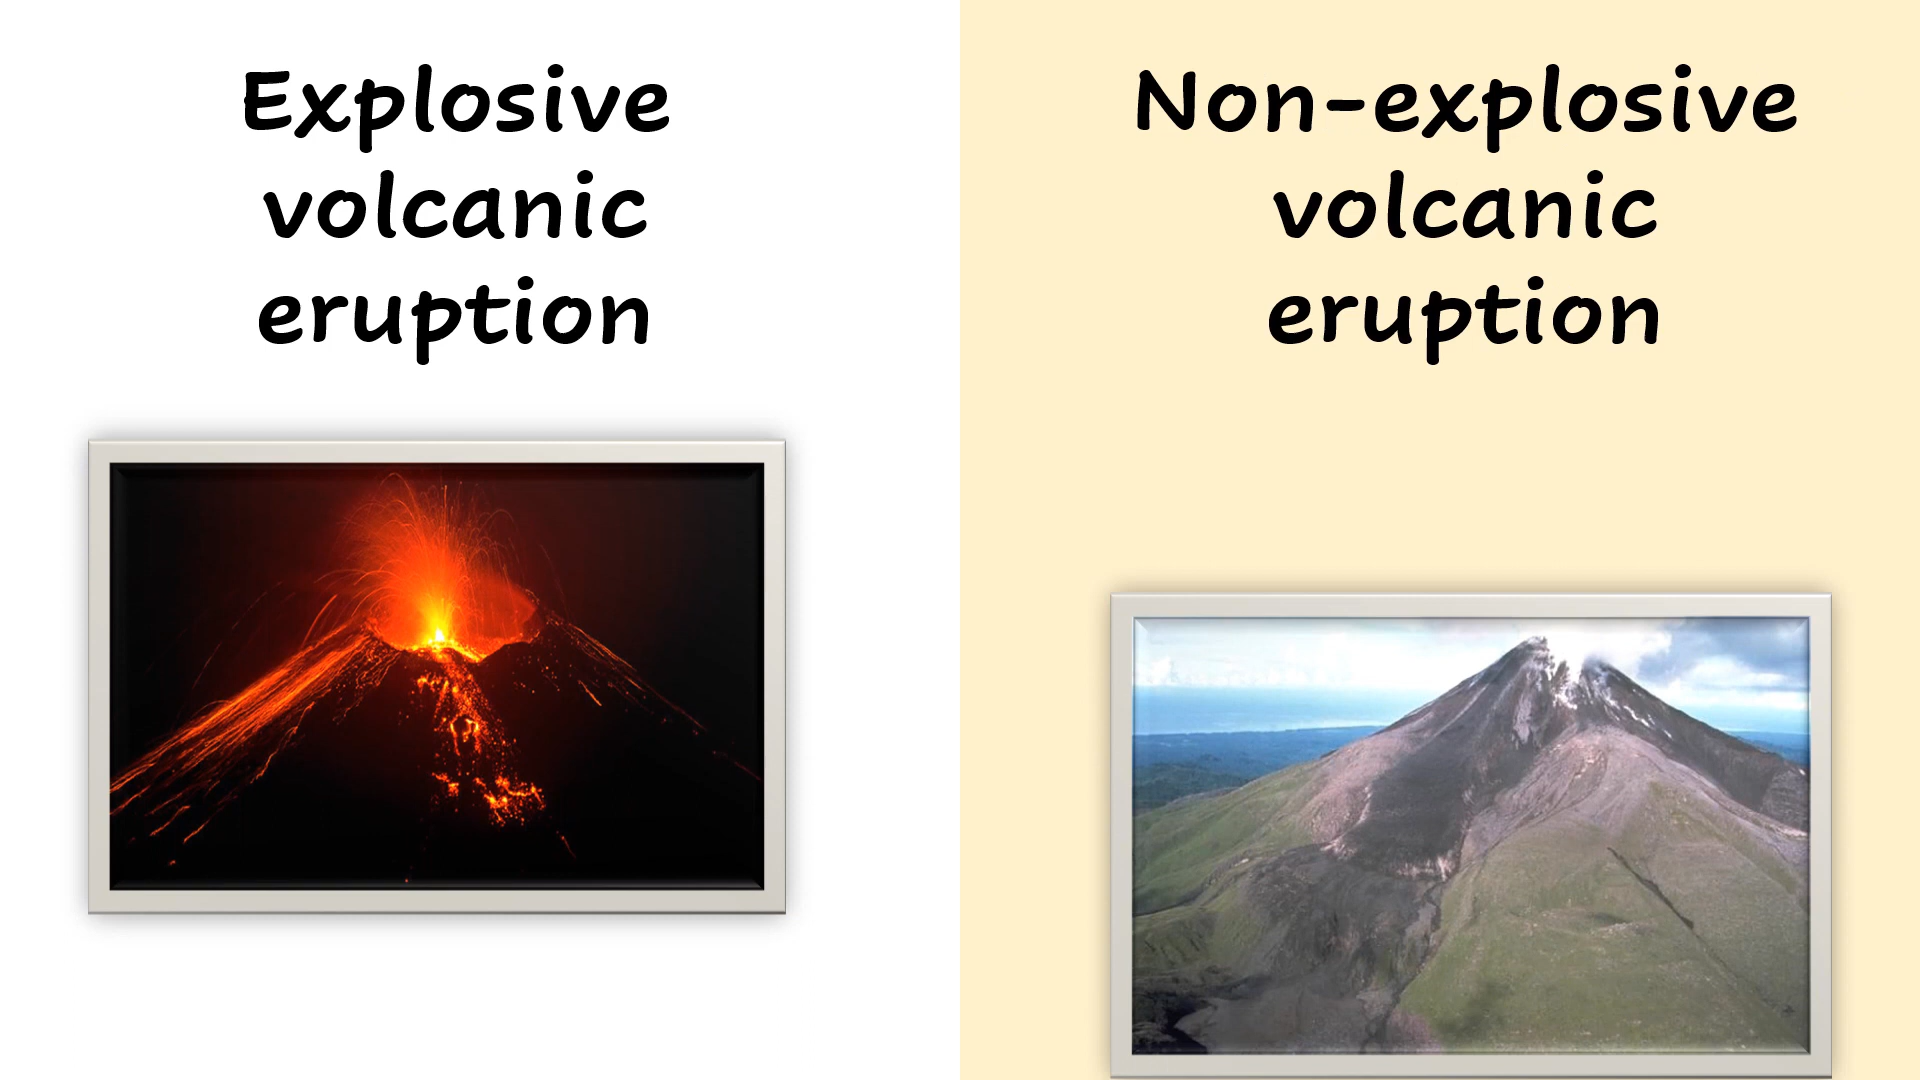 Explosive
volcanic
eruption
Non-explosive
volcanic
eruption